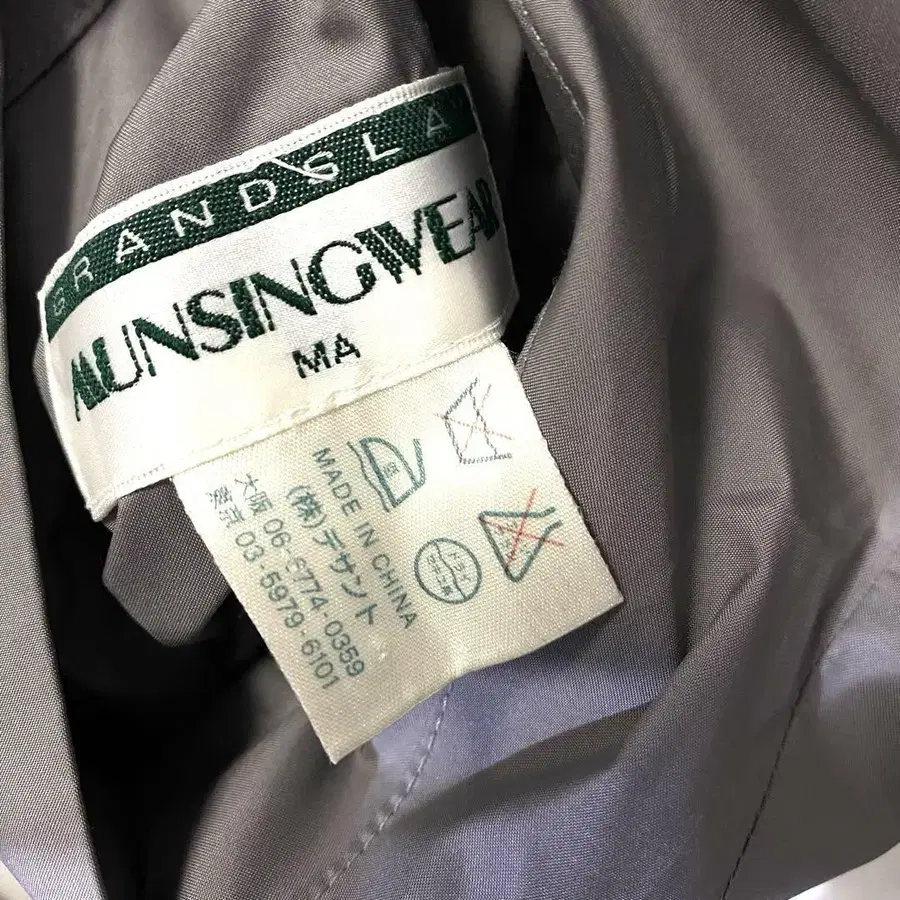 GRANDSLA
MUNSINGWEAR
MA
MADE IN CHINA
(株)デサント
大阪 06-6774-0359
東京 03-5979-6101